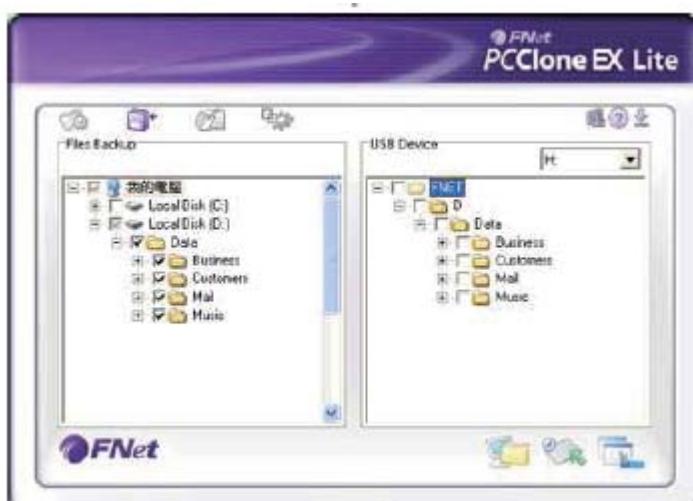 FNet
PCClone EX Lite
Files Backup
USB Device
H:
我的電腦
Local Disk (C:)
Local Disk (D:)
Data
Business
Customers
Mail
Music
FNET
D
Data
Business
Customers
Mail
Music
FNet